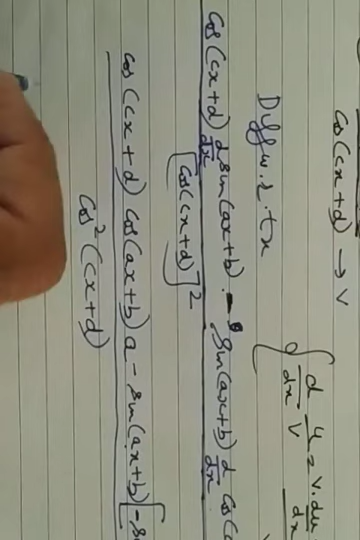 cos(cx+d) → v
d/dx u/v = v.du/dx
Diff w.r.tx
cos(cx+d) d/dx sin(ax+b) - sin(ax+b) d/dx cos(c
[cos(cx+d)]²
cos(cx+d) cos(ax+b) a - sin(ax+b)[-s
cos²(cx+d)